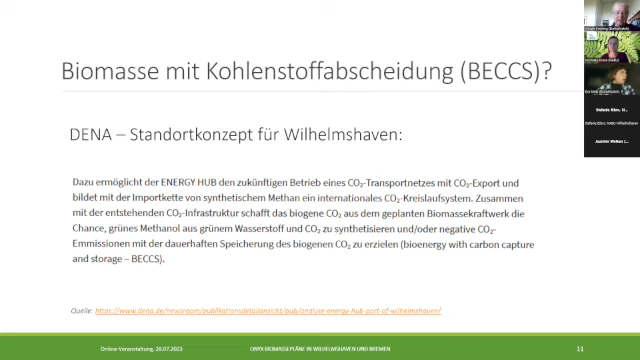 Biomasse mit Kohlenstoffabscheidung (BECCS)?
DENA – Standortkonzept für Wilhelmshaven:
Dazu ermöglicht der ENERGY HUB den zukünftigen Betrieb eines CO₂-Transportnetzes mit CO₂-Export und
bildet mit der Importkette von synthetischem Methan ein internationales CO₂-Kreislaufsystem. Zusammen
mit der entstehenden CO₂-Infrastruktur schafft das biogene CO₂ aus dem geplanten Biomassekraftwerk die
Chance, grünes Methanol aus grünem Wasserstoff und CO₂ zu synthetisieren und/oder negative CO₂-
Emmissionen mit der dauerhaften Speicherung des biogenen CO₂ zu erzielen (bioenergy with carbon capture
and storage – BECCS).
Quelle: https://www.dena.de/newsroom/publikationsdetailansicht/pub/analyse-energy-hub-port-of-wilhelmshaven/
Online-Veranstaltung, 20.07.2023
ONYX BIOMASSEPLÄNE IN WILHELMSHAVEN UND BREMEN
11